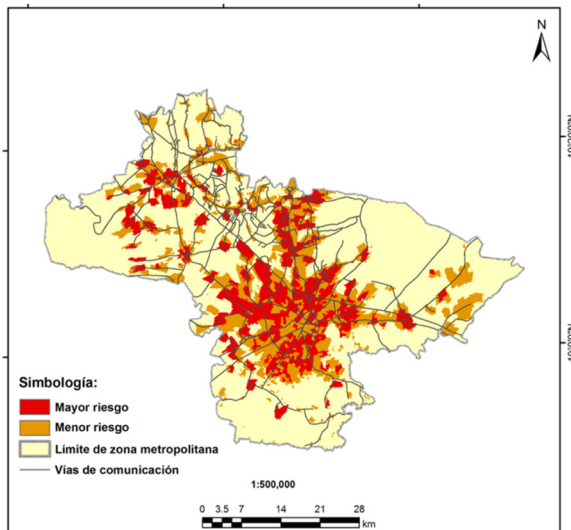 N
Simbología:
Mayor riesgo
Menor riesgo
Límite de zona metropolitana
Vías de comunicación
1:500,000
0 3.5 7 14 21 28
km